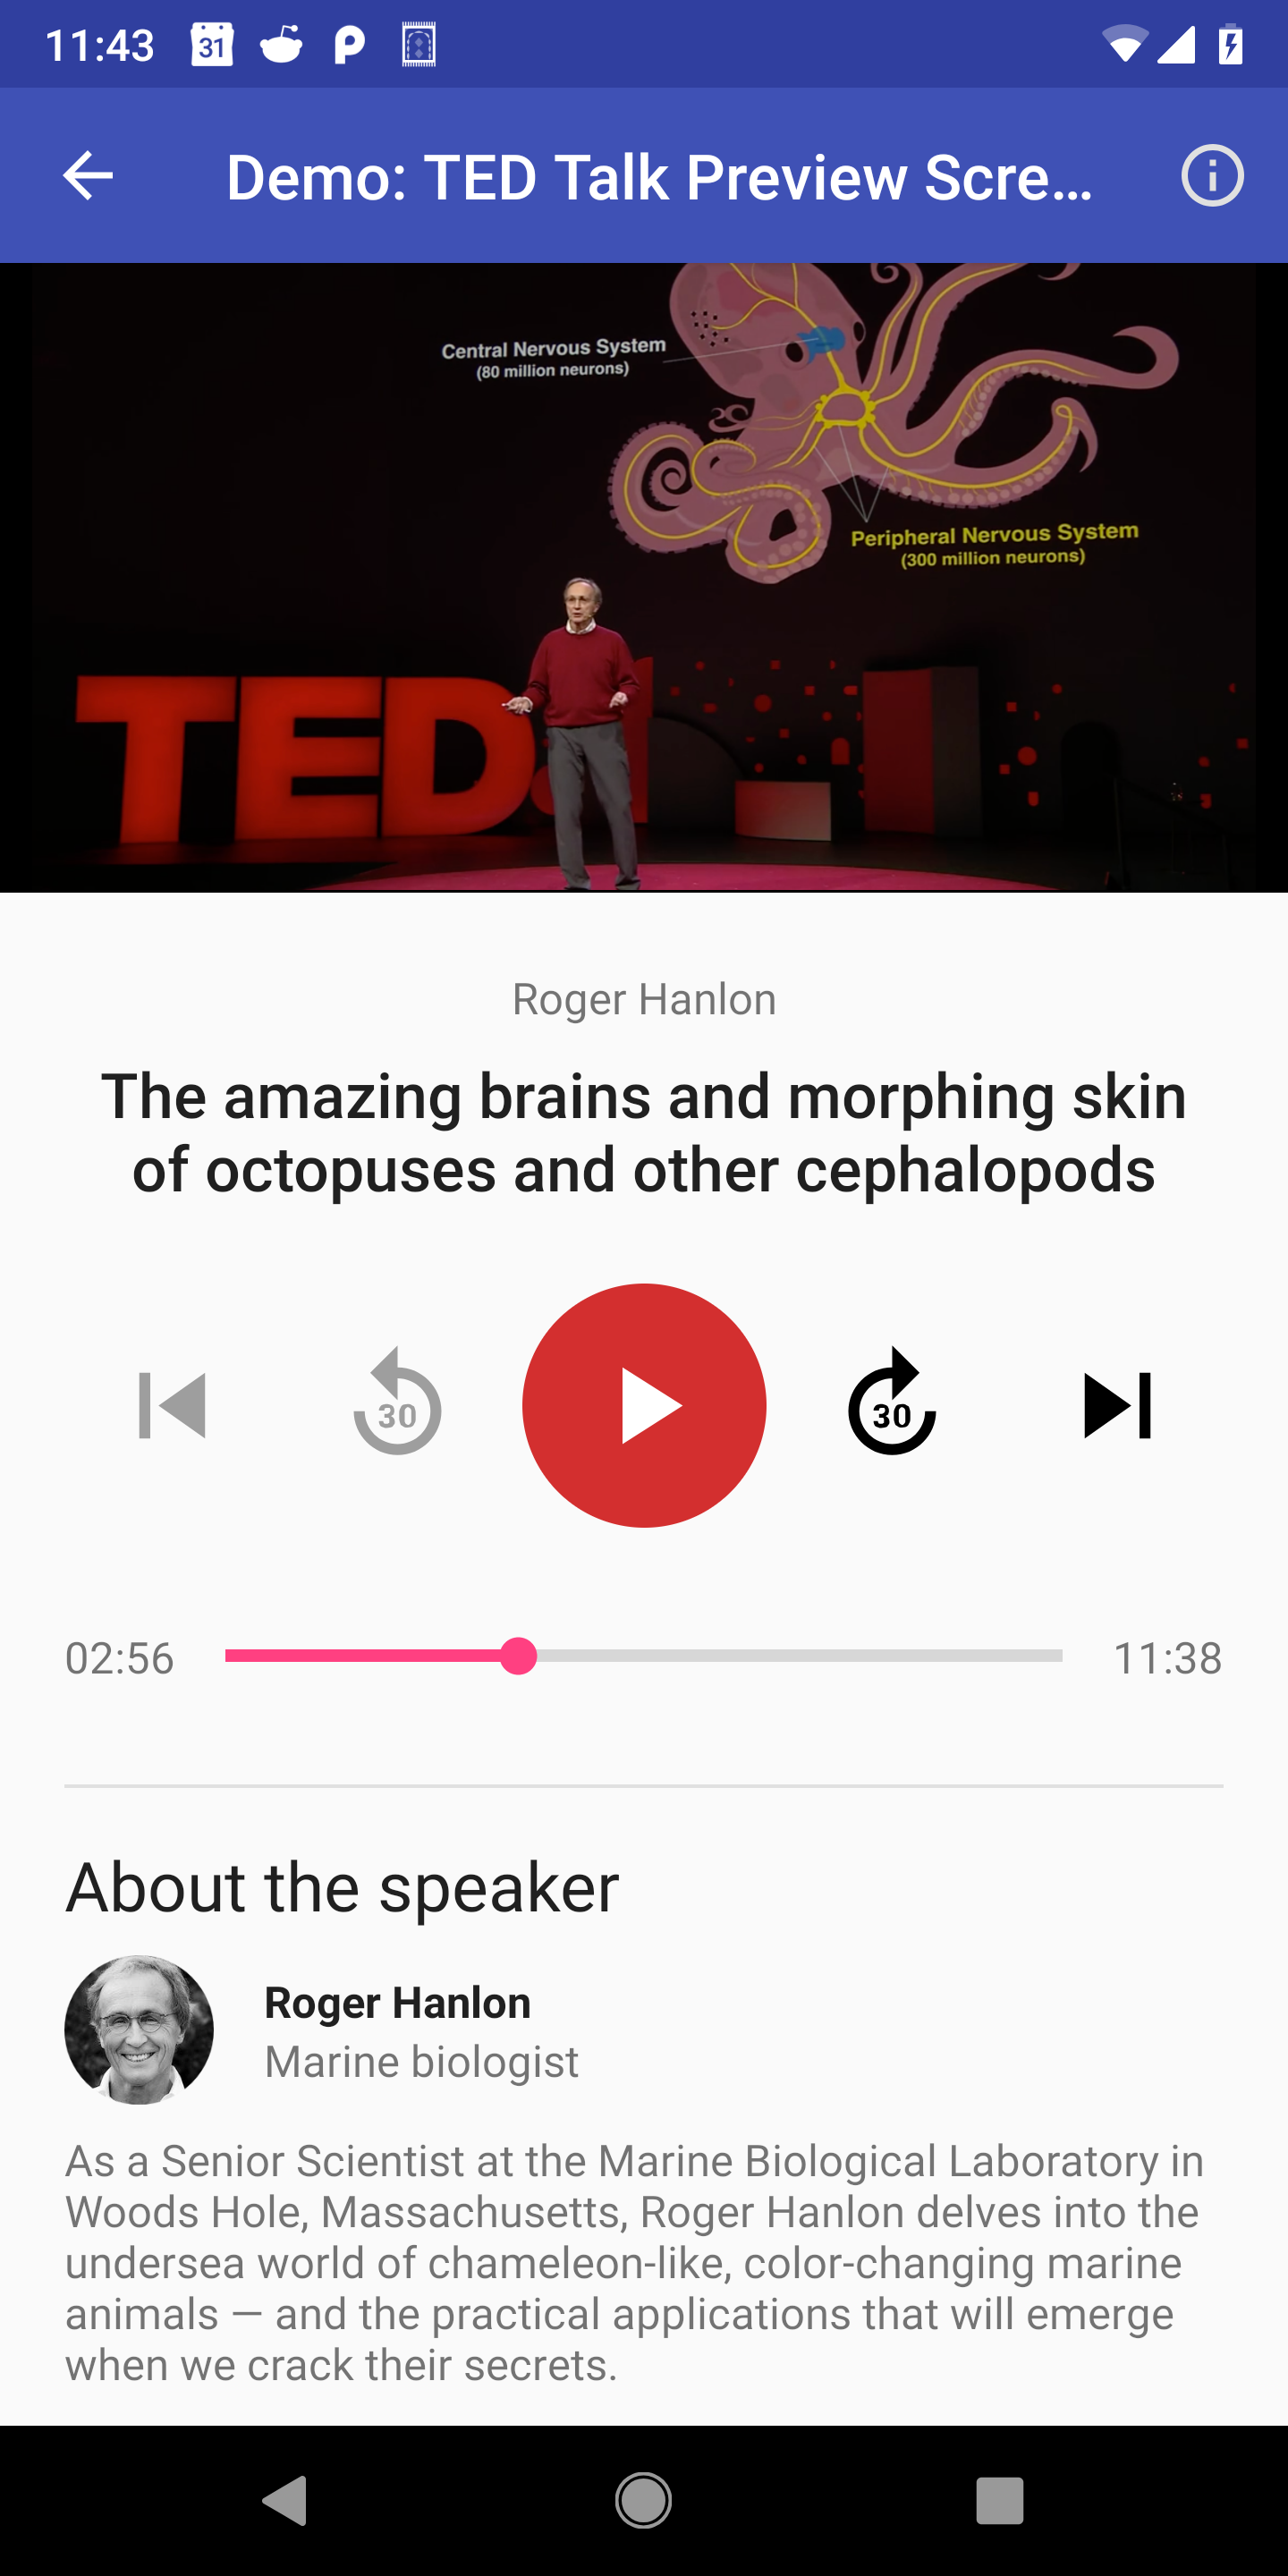 11:43
31
Demo: TED Talk Preview Scre...
Central Nervous System
(80 million neurons)
Peripheral Nervous System
(300 million neurons)
TED
Roger Hanlon
The amazing brains and morphing skin
of octopuses and other cephalopods
30
30
02:56
11:38
About the speaker
Roger Hanlon
Marine biologist
As a Senior Scientist at the Marine Biological Laboratory in
Woods Hole, Massachusetts, Roger Hanlon delves into the
undersea world of chameleon-like, color-changing marine
animals — and the practical applications that will emerge
when we crack their secrets.